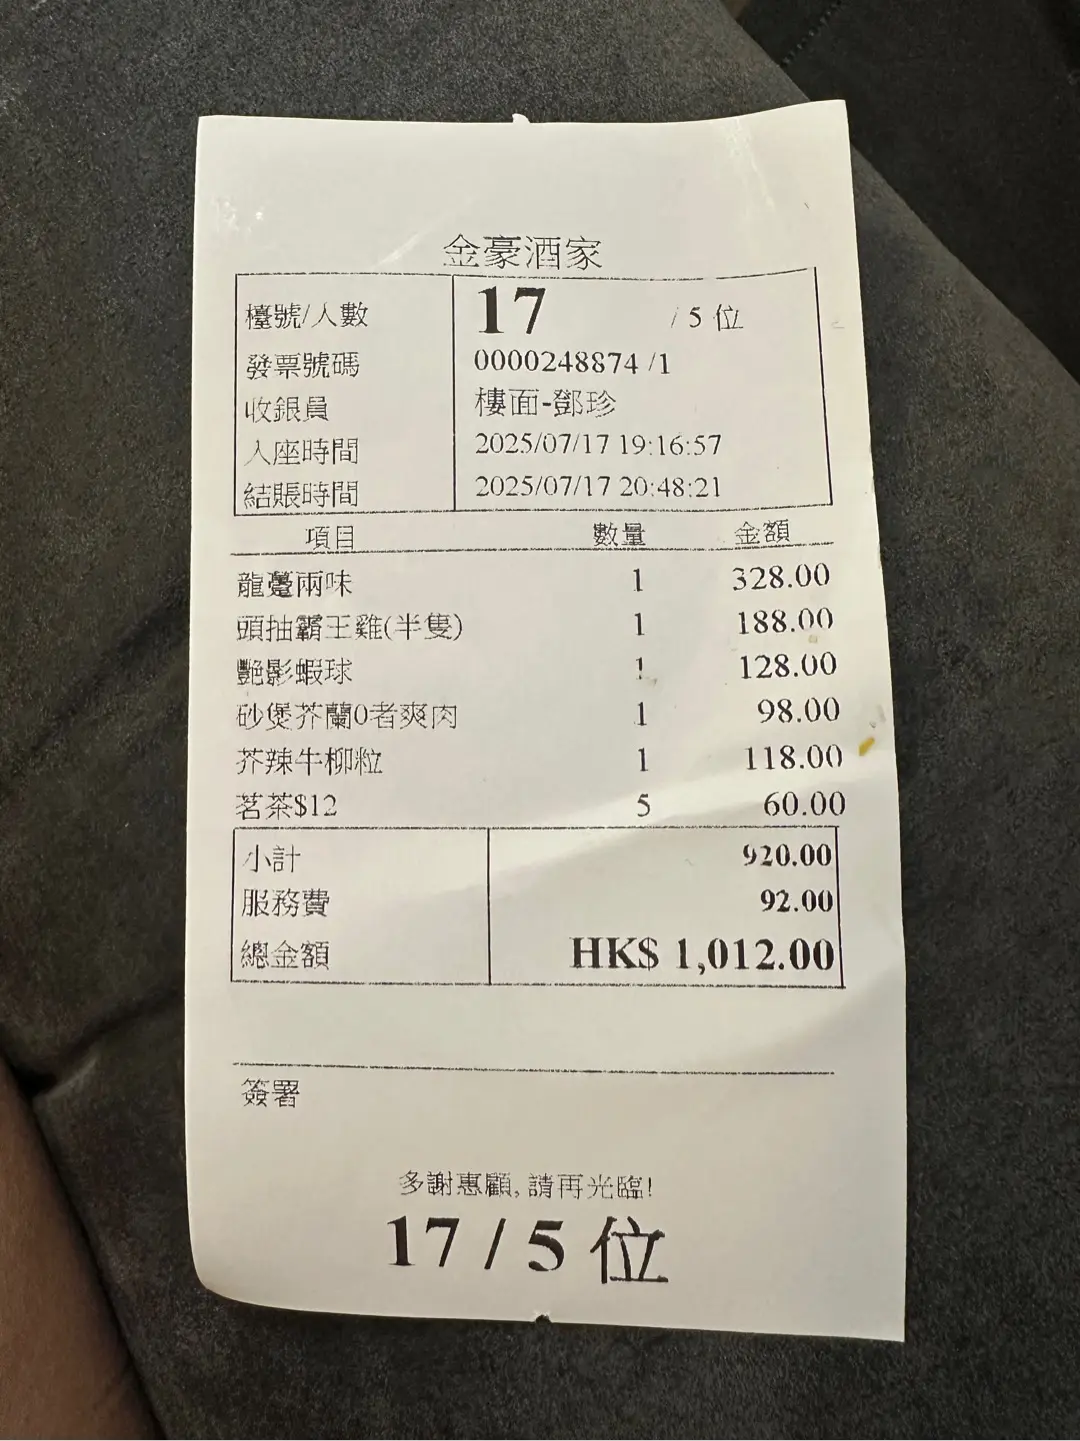 金豪酒家
檯號/人數 17 / 5 位
發票號碼 0000248874 /1
收銀員 樓面-鄧珍
入座時間 2025/07/17 19:16:57
結賬時間 2025/07/17 20:48:21
項目 數量 金額
龍躉兩味 1 328.00
頭抽霸王雞(半隻) 1 188.00
艷影蝦球 1 128.00
砂煲芥蘭0者爽肉 1 98.00
芥辣牛柳粒 1 118.00
茗茶$12 5 60.00
小計 920.00
服務費 92.00
總金額 HK$ 1,012.00
簽署
多謝惠顧, 請再光臨!
17 / 5 位